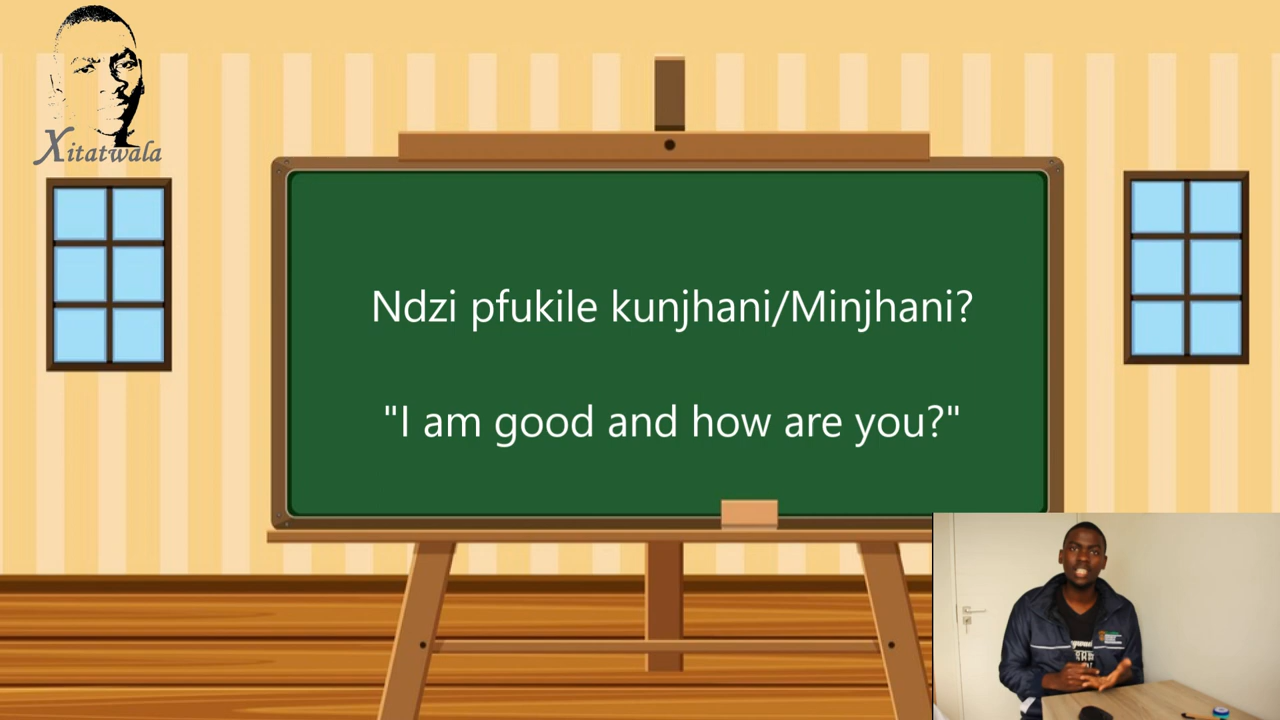 Xitatwala
Ndzi pfukile kunjhani/Minjhani?
"I am good and how are you?"